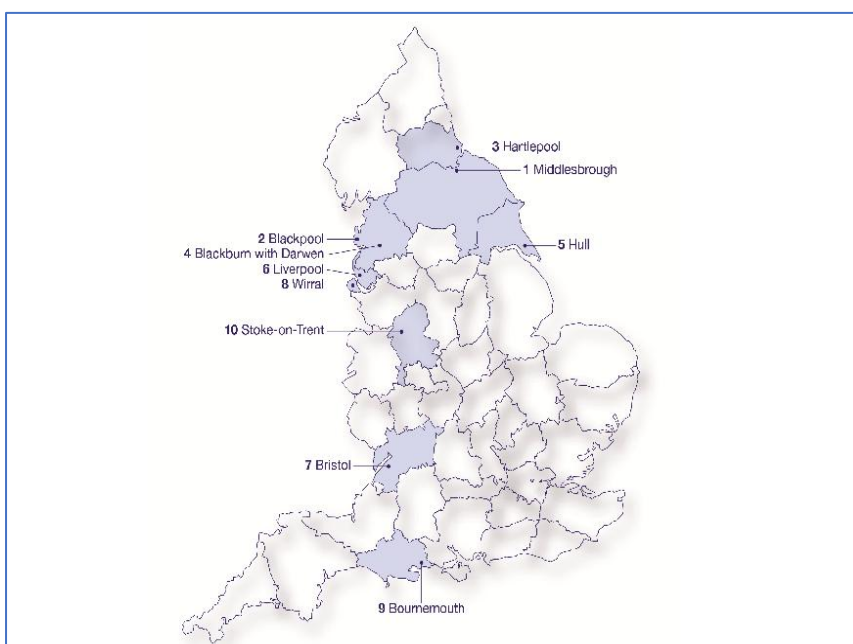 3 Hartlepool
1 Middlesbrough
2 Blackpool
4 Blackburn with Darwen
5 Hull
6 Liverpool
8 Wirral
10 Stoke-on-Trent
7 Bristol
9 Bournemouth